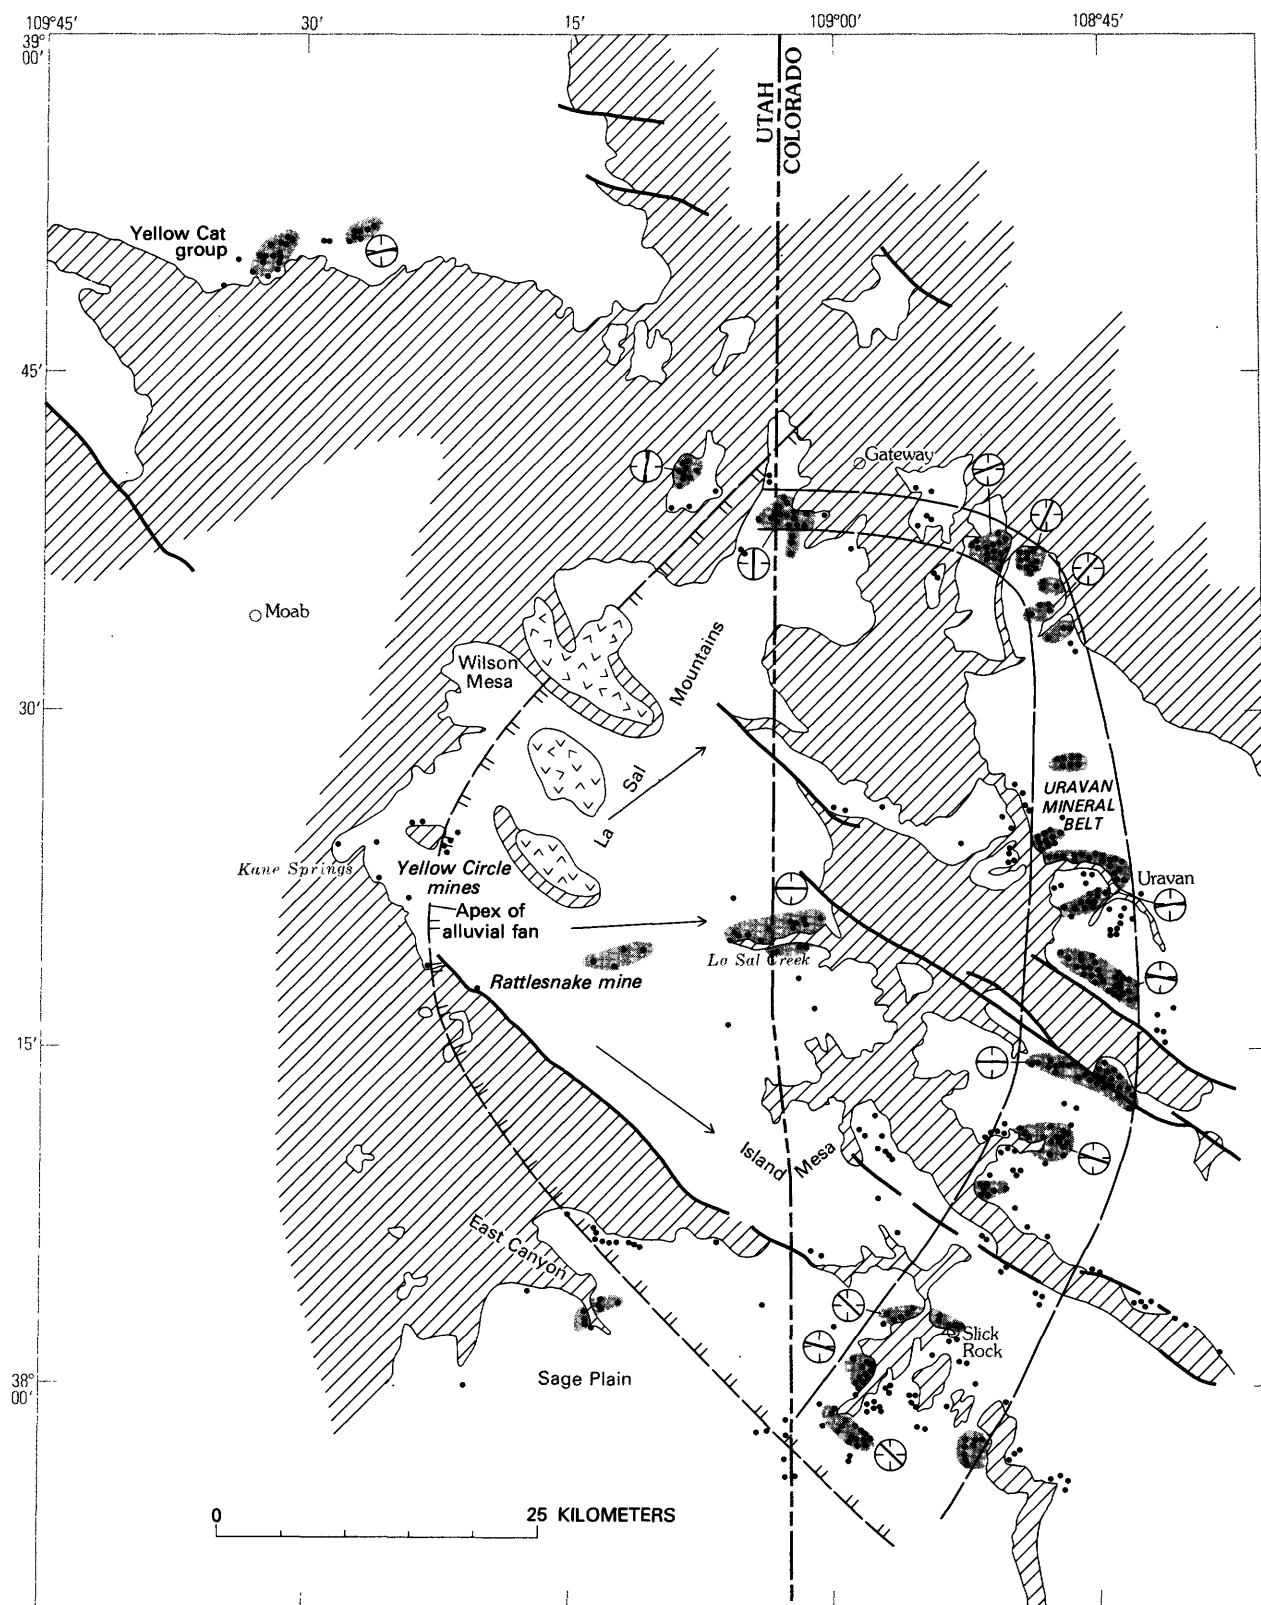 109°45′
30′
15′
109°00′
108°45′
39°
00′
UTAH
COLORADO
Yellow Cat
group
45′
Gateway
Moab
Wilson
Mesa
30′
La Sal Mountains
URAVAN
MINERAL
BELT
Kane Springs
Yellow Circle
mines
Uravan
Apex of
alluvial fan
La Sal Creek
Rattlesnake mine
15′
Island Mesa
East Canyon
Slick
Rock
38°
00′
Sage Plain
0
25 KILOMETERS